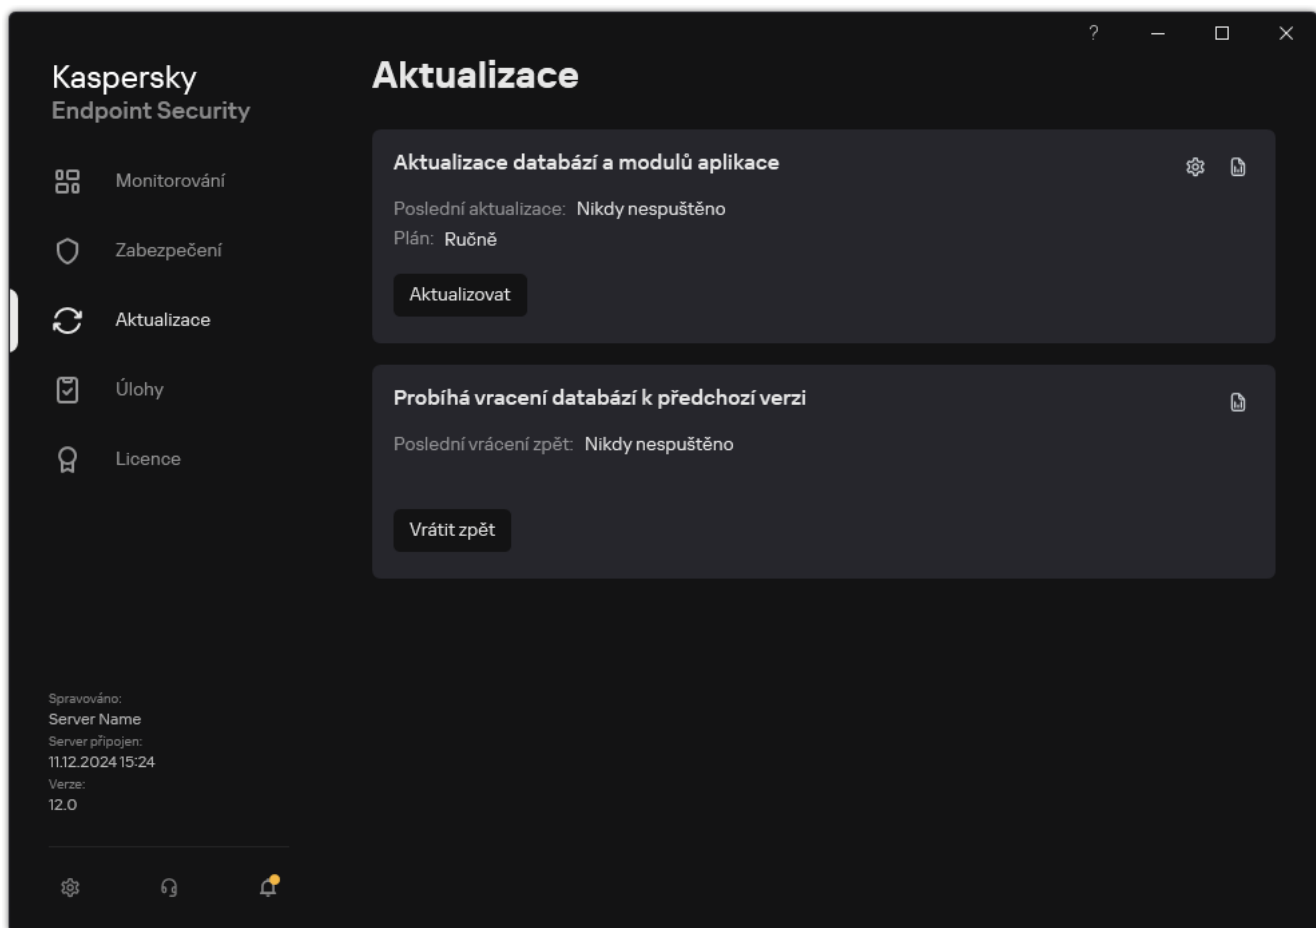 ?
Kaspersky
Endpoint Security
Monitorování
Zabezpečení
Aktualizace
Úlohy
Licence
Spravováno:
Server Name
Server připojen:
11.12.2024 15:24
Verze:
12.0
Aktualizace
Aktualizace databází a modulů aplikace
Poslední aktualizace: Nikdy nespuštěno
Plán: Ručně
Aktualizovat
Probíhá vracení databází k předchozí verzi
Poslední vrácení zpět: Nikdy nespuštěno
Vrátit zpět